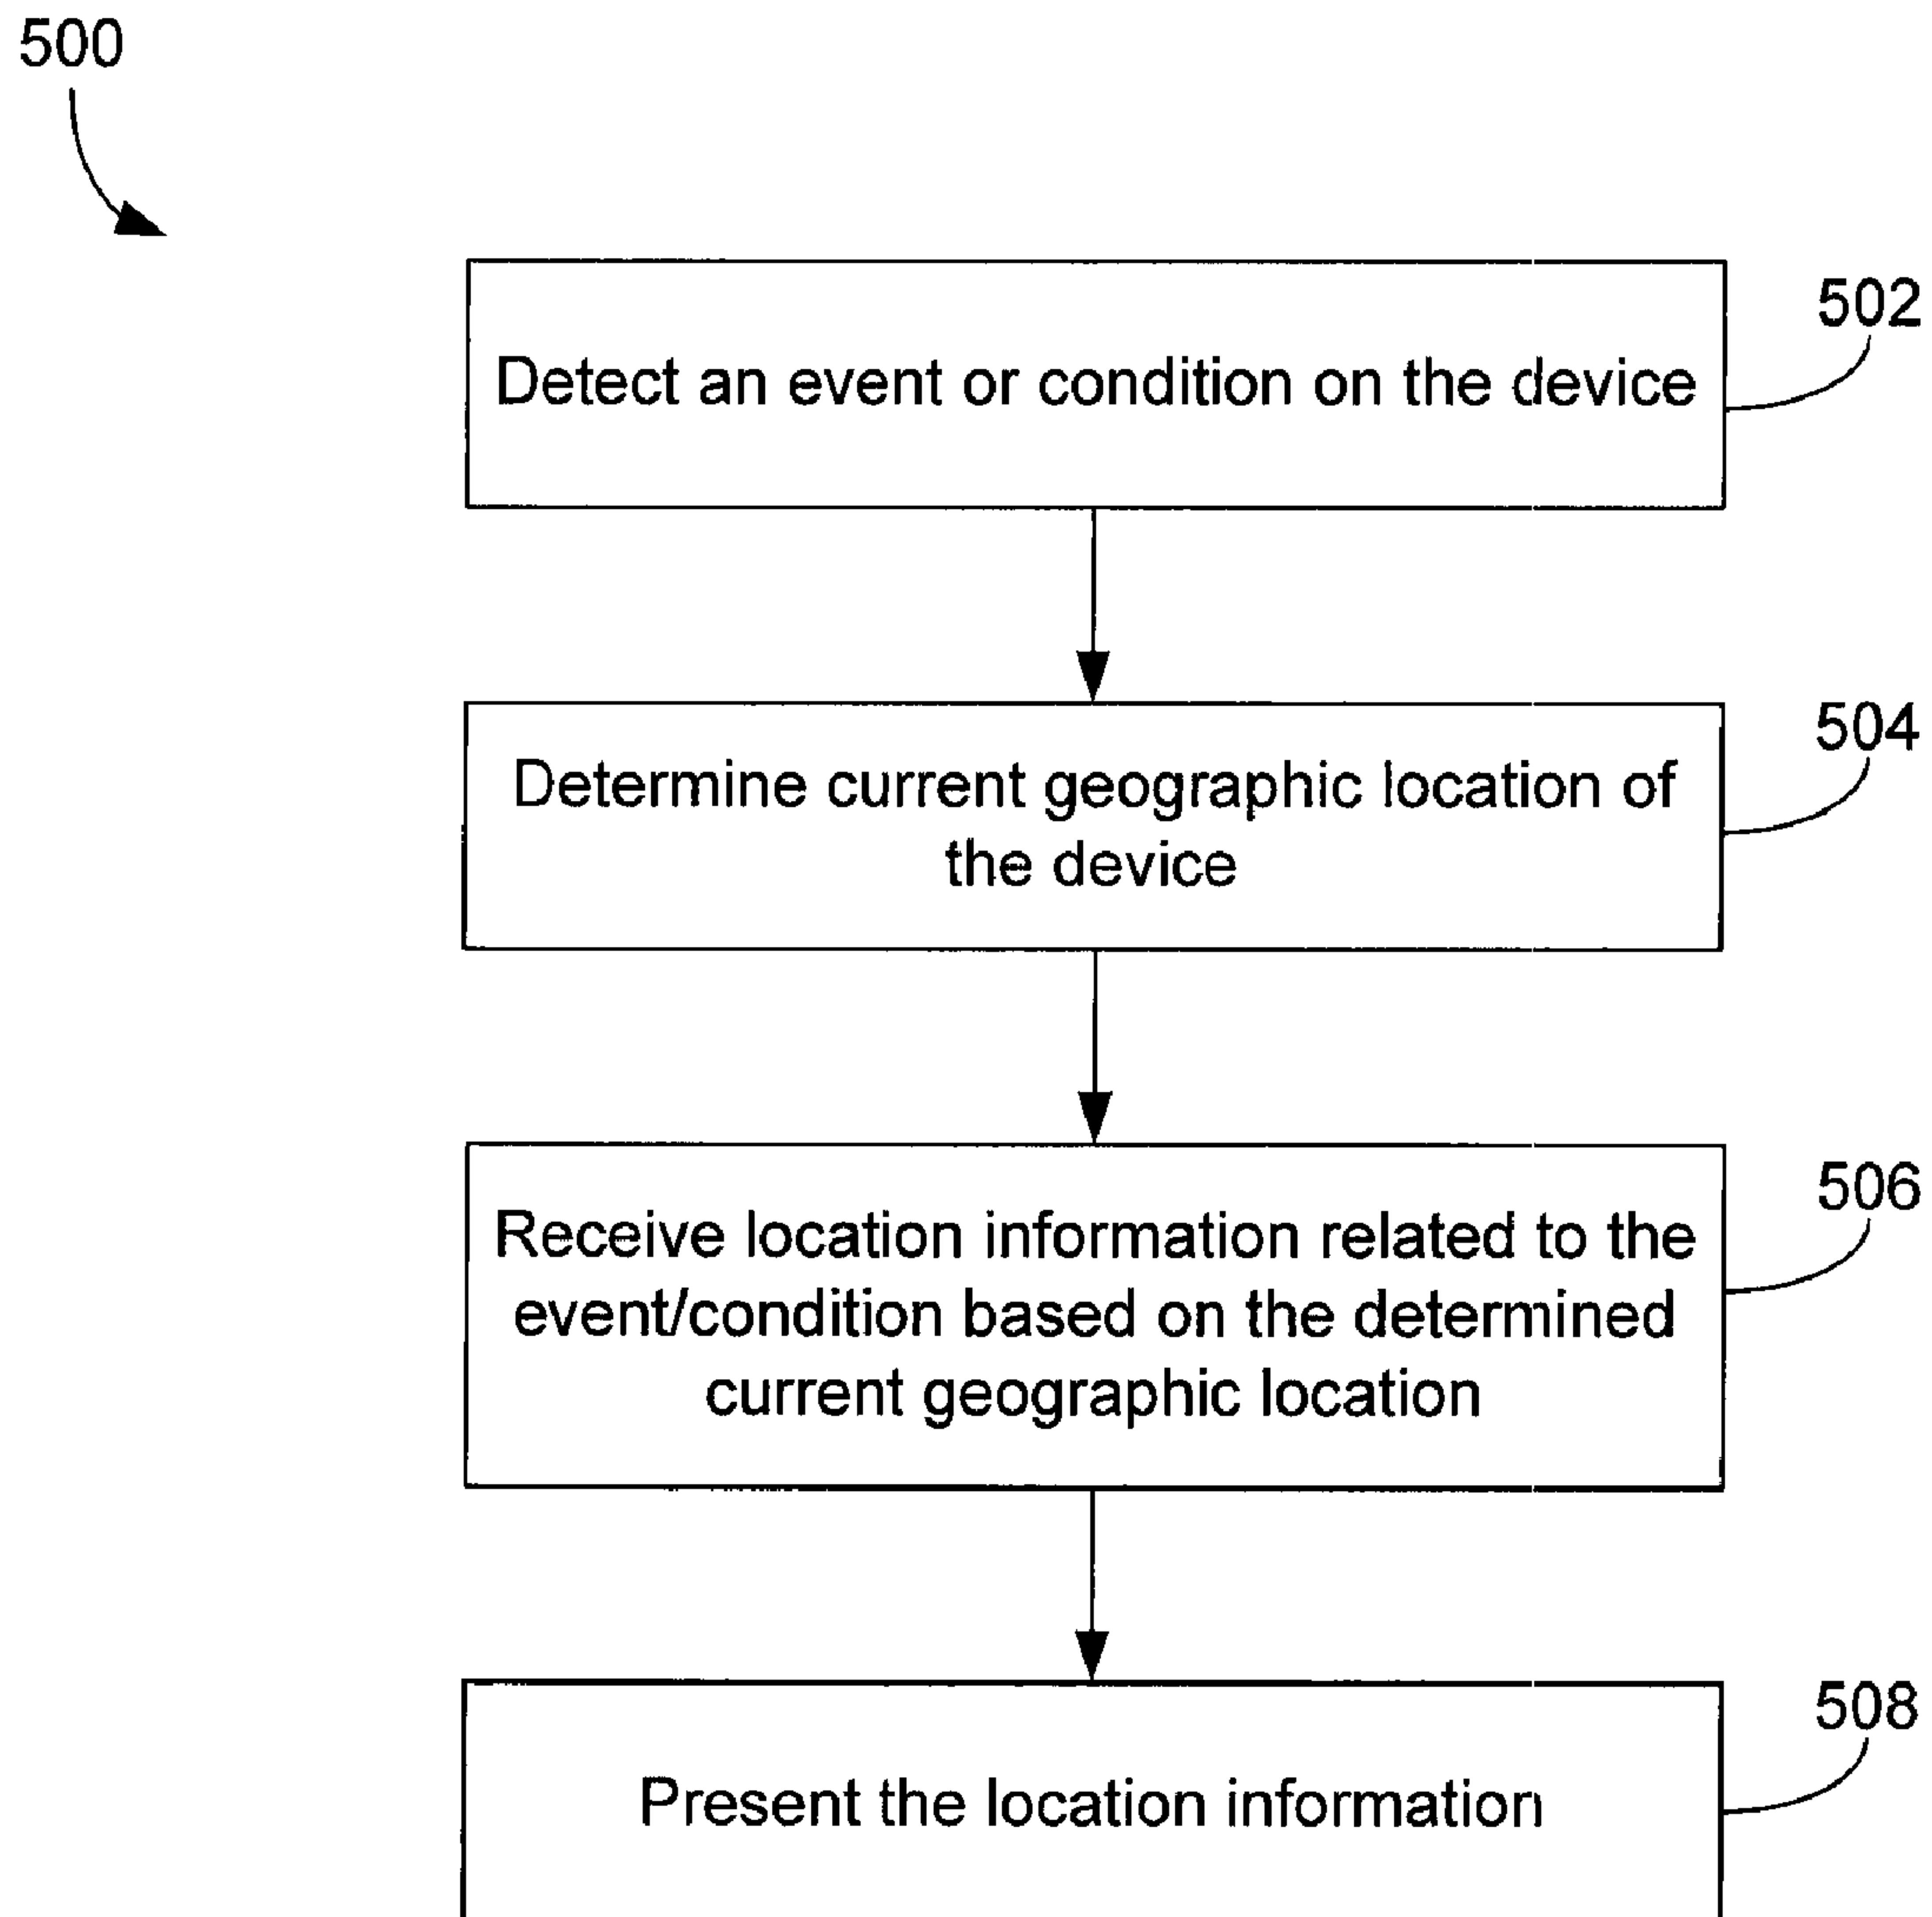 500
502
Detect an event or condition on the device
504
Determine current geographic location of
the device
506
Receive location information related to the
event/condition based on the determined
current geographic location
508
Present the location information